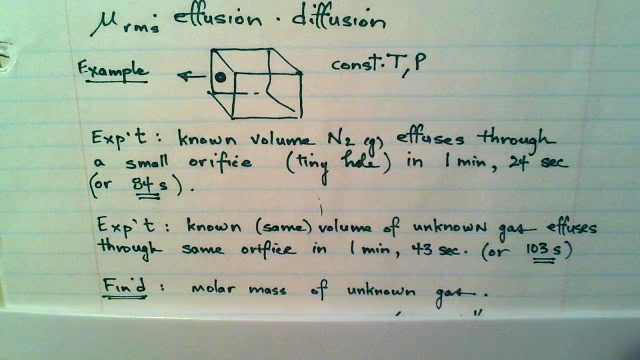 μrms effusion · diffusion
Example const. T, P
Exp't : known volume N2 (g) effuses through
a small orifice (tiny hole) in 1 min, 24 sec
(or 84 s).
Exp't : known (same) volume of unknown gas effuses
through same orifice in 1 min, 43 sec. (or 103 s)
Find : molar mass of unknown gas.